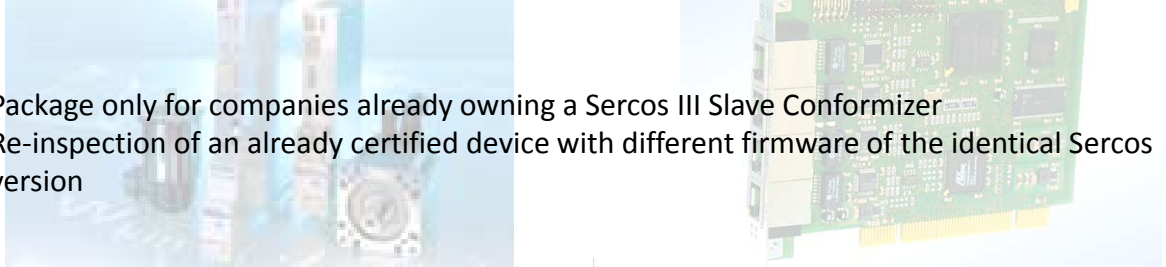 Package only for companies already owning a Sercos III Slave Conformizer
Re-inspection of an already certified device with different firmware of the identical Sercos
version